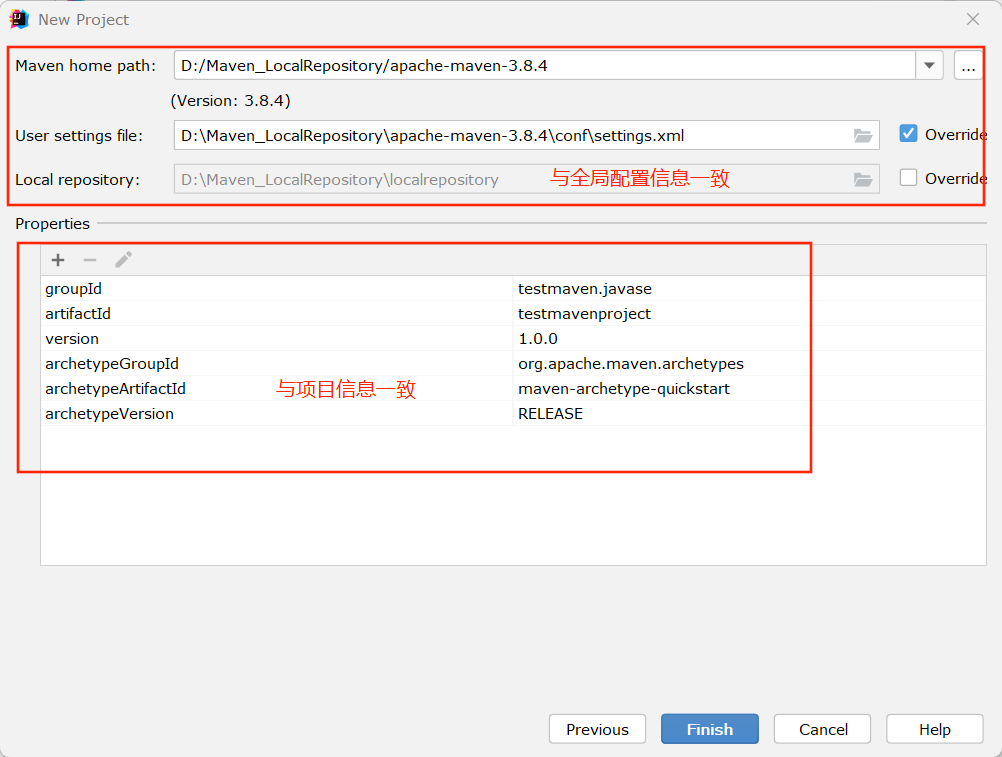 New Project
Maven home path: D:/Maven_LocalRepository/apache-maven-3.8.4 ...
(Version: 3.8.4)
User settings file: D:\Maven_LocalRepository\apache-maven-3.8.4\conf\settings.xml Override
Local repository: D:\Maven_LocalRepository\localrepository 与全局配置信息一致 Override
Properties
groupId testmaven.javase
artifactId testmavenproject
version 1.0.0
archetypeGroupId org.apache.maven.archetypes
archetypeArtifactId 与项目信息一致 maven-archetype-quickstart
archetypeVersion RELEASE
Previous Finish Cancel Help